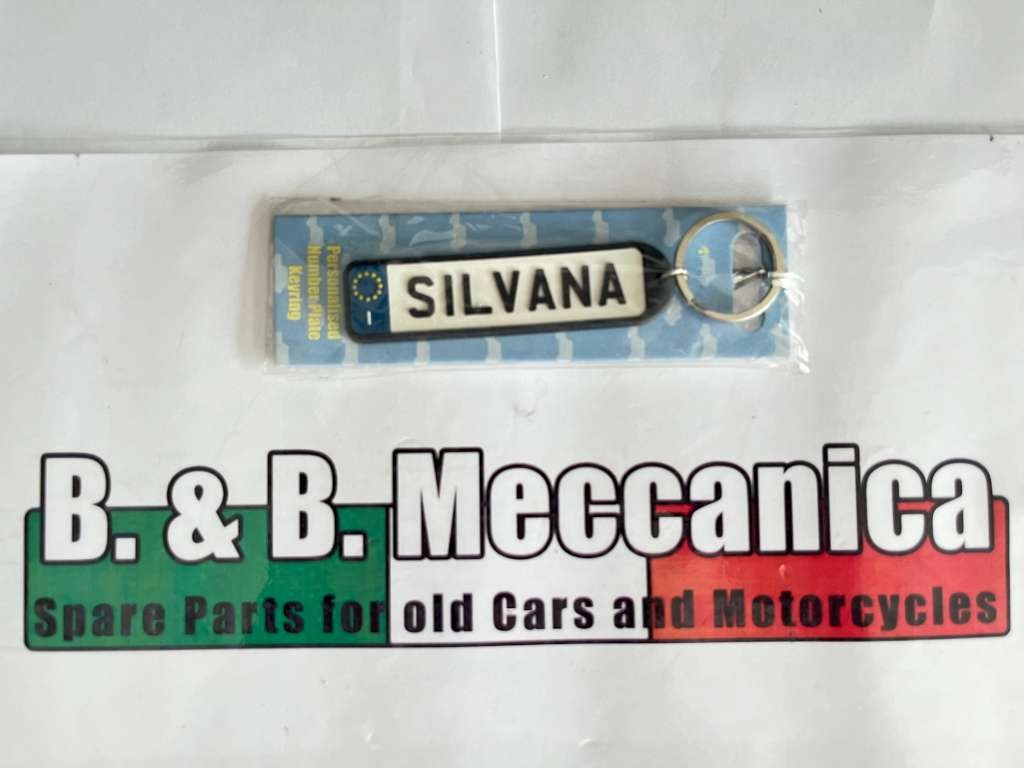 Personalised
Number Plate
Keyring
I
SILVANA
B. & B. Meccanica
Spare Parts for old Cars and Motorcycles